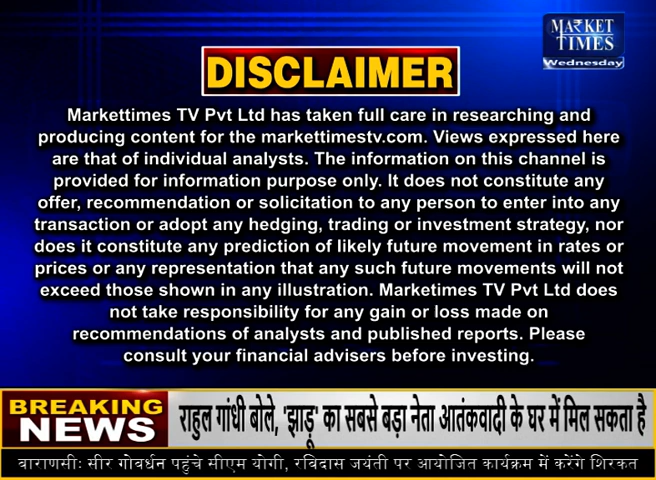 MARKET
TIMES
Wednesday
DISCLAIMER
Markettimes TV Pvt Ltd has taken full care in researching and
producing content for the markettimestv.com. Views expressed here
are that of individual analysts. The information on this channel is
provided for information purpose only. It does not constitute any
offer, recommendation or solicitation to any person to enter into any
transaction or adopt any hedging, trading or investment strategy, nor
does it constitute any prediction of likely future movement in rates or
prices or any representation that any such future movements will not
exceed those shown in any illustration. Marketimes TV Pvt Ltd does
not take responsibility for any gain or loss made on
recommendations of analysts and published reports. Please
consult your financial advisers before investing.
BREAKING
NEWS
राहुल गांधी बोले, 'झाड़ू' का सबसे बड़ा नेता आतंकवादी के घर में मिल सकता है
बाराणसीः सीर गोबर्धन पहुंचे सीएम योगी, रविदास जयंती पर आयोजित कार्यक्रम में करेंगे शिरकत